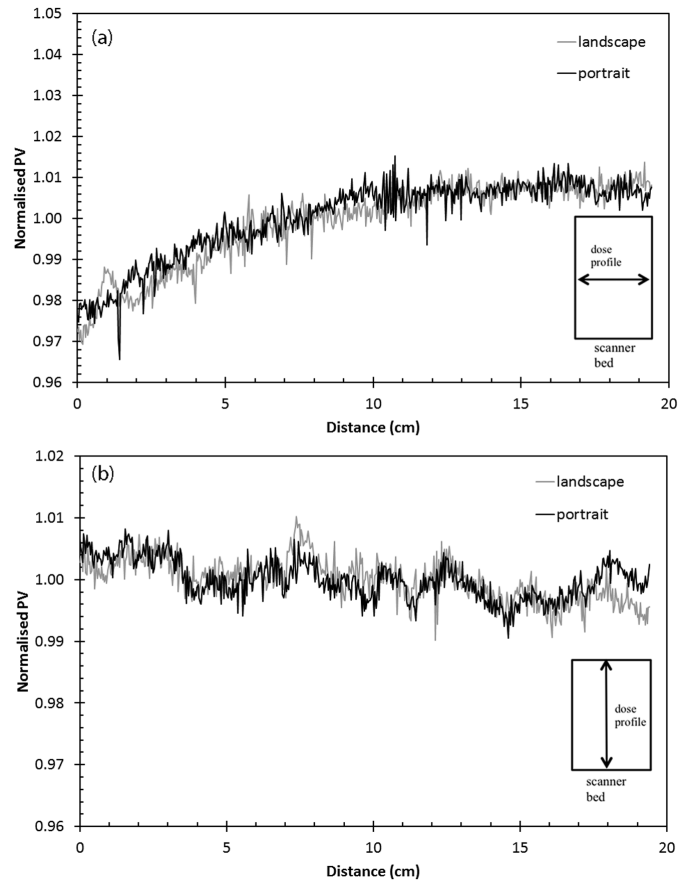 1.05
(a)
landscape
1.04
portrait
1.03
1.02
1.01
1.00
0.99
0.98
0.97
0.96
Normalised PV
dose
profile
scanner
bed
0 5 10 15 20
Distance (cm)
1.02
(b)
landscape
1.01
portrait
1.00
0.99
0.98
0.97
0.96
Normalised PV
dose
profile
scanner
bed
0 5 10 15 20
Distance (cm)